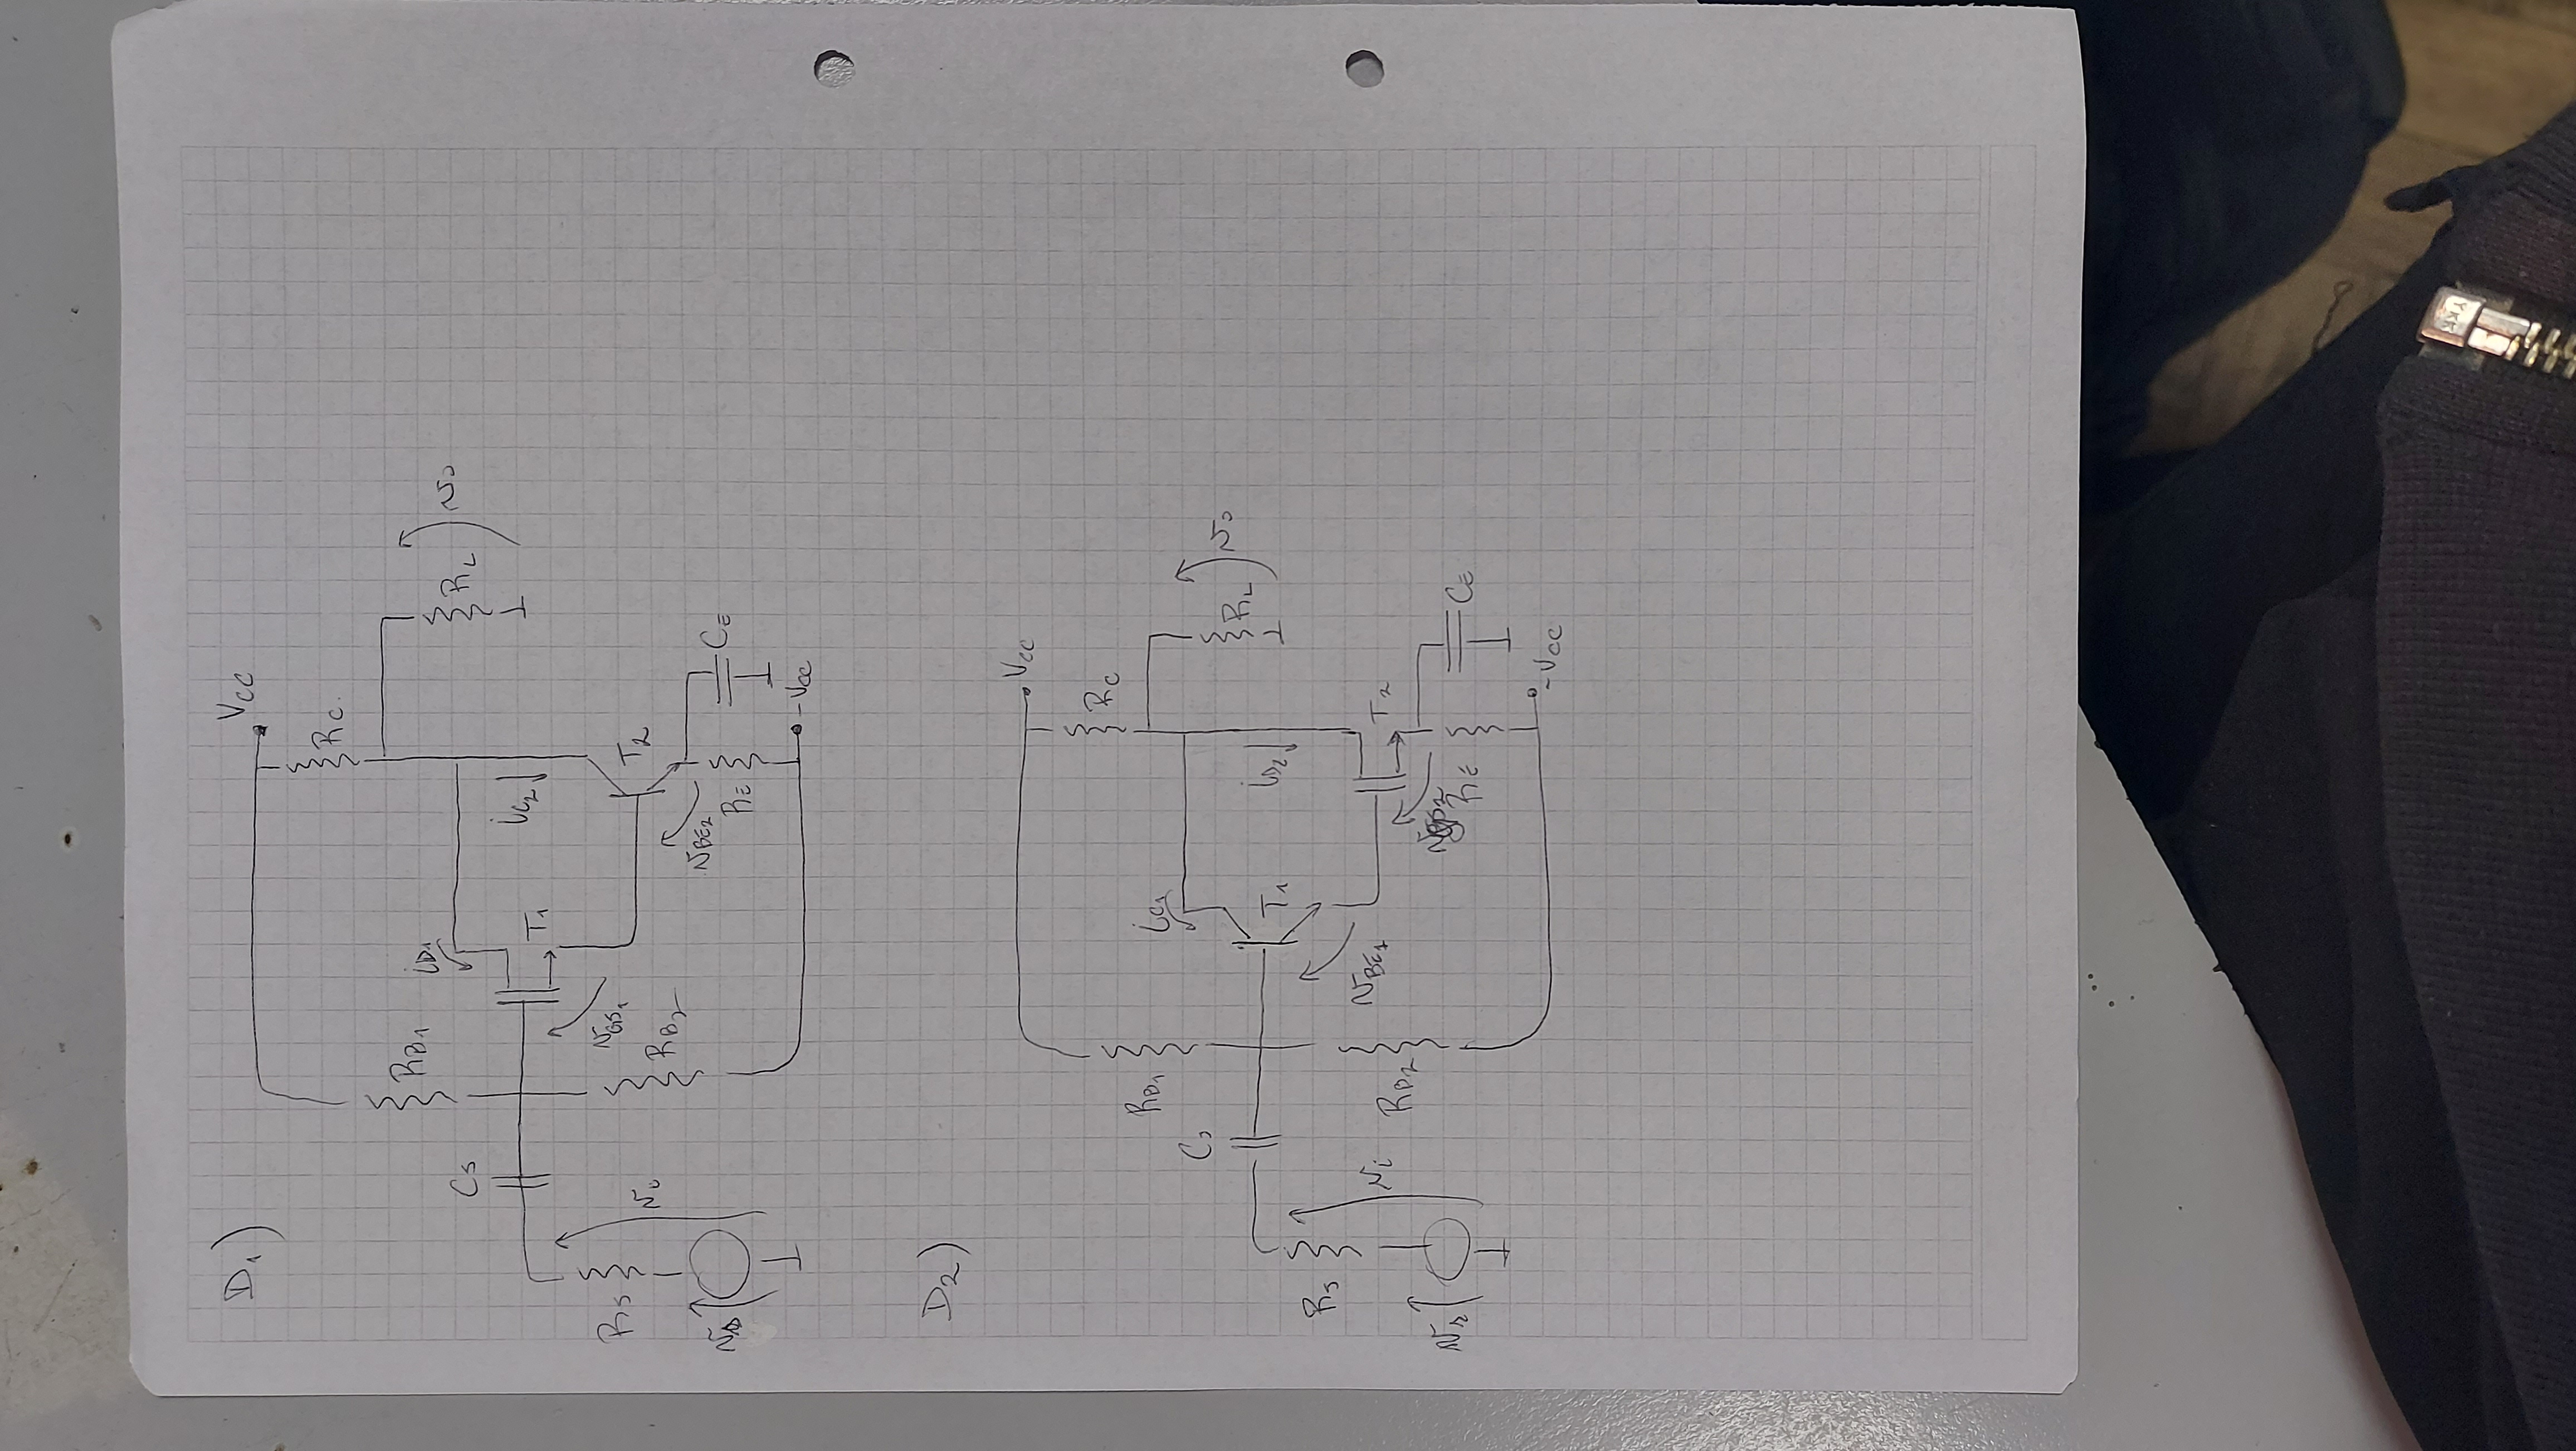 D1)
VCC
RC
RB1
iD1
RL
vo
CS
iC2
T1
vGS1
RS
vi
RB2
T2
vBE2
vs
RE
CE
-VCC
D2)
VCC
RC
RB1
iC1
CS
RL
vo
iD2
T1
RS
vBE1
vi
T2
RB2
vs
RE
CE
-VCC
YKK